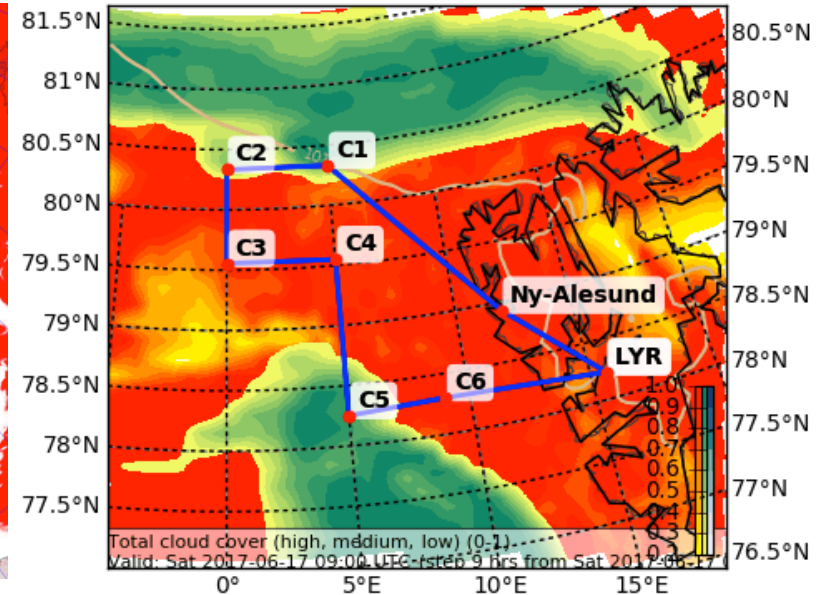 81.5°N
81°N
80.5°N
80°N
79.5°N
79°N
78.5°N
78°N
77.5°N
80.5°N
80°N
79.5°N
79°N
78.5°N
78°N
77.5°N
77°N
76.5°N
C2
C1
10
C3
C4
Ny-Alesund
LYR
C5
C6
1.0
0.9
0.8
0.7
0.6
0.5
0.4
0.3
Total cloud cover (high, medium, low) (0-1)
Valid: Sat 2017-06-17 09:00 UTC (step 9 hrs from Sat 2017-06-17
0°
5°E
10°E
15°E